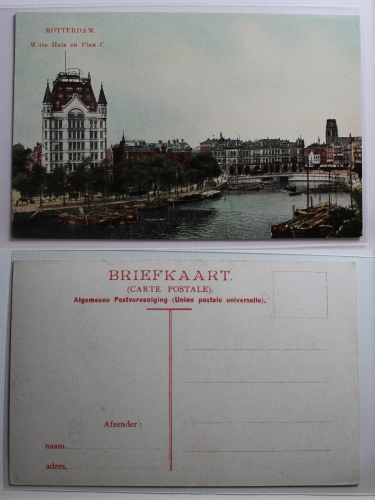 ROTTERDAM.
Witte Huis en Plan C
BRIEFKAART.
(CARTE POSTALE).
Algemeene Postvereeniging (Union postale universelle).
Afzender:
naam,
adres,